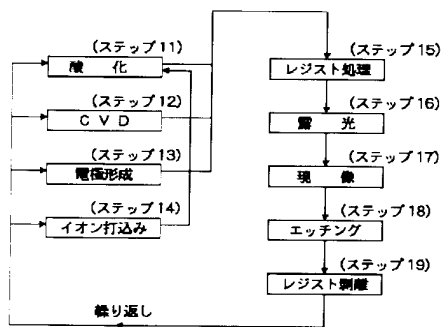 (ステップ11)
酸 化
(ステップ12)
CVD
(ステップ13)
電極形成
(ステップ14)
イオン打込み
(ステップ15)
レジスト処理
(ステップ16)
露 光
(ステップ17)
現 像
(ステップ18)
エッチング
(ステップ19)
レジスト剥離
繰り返し